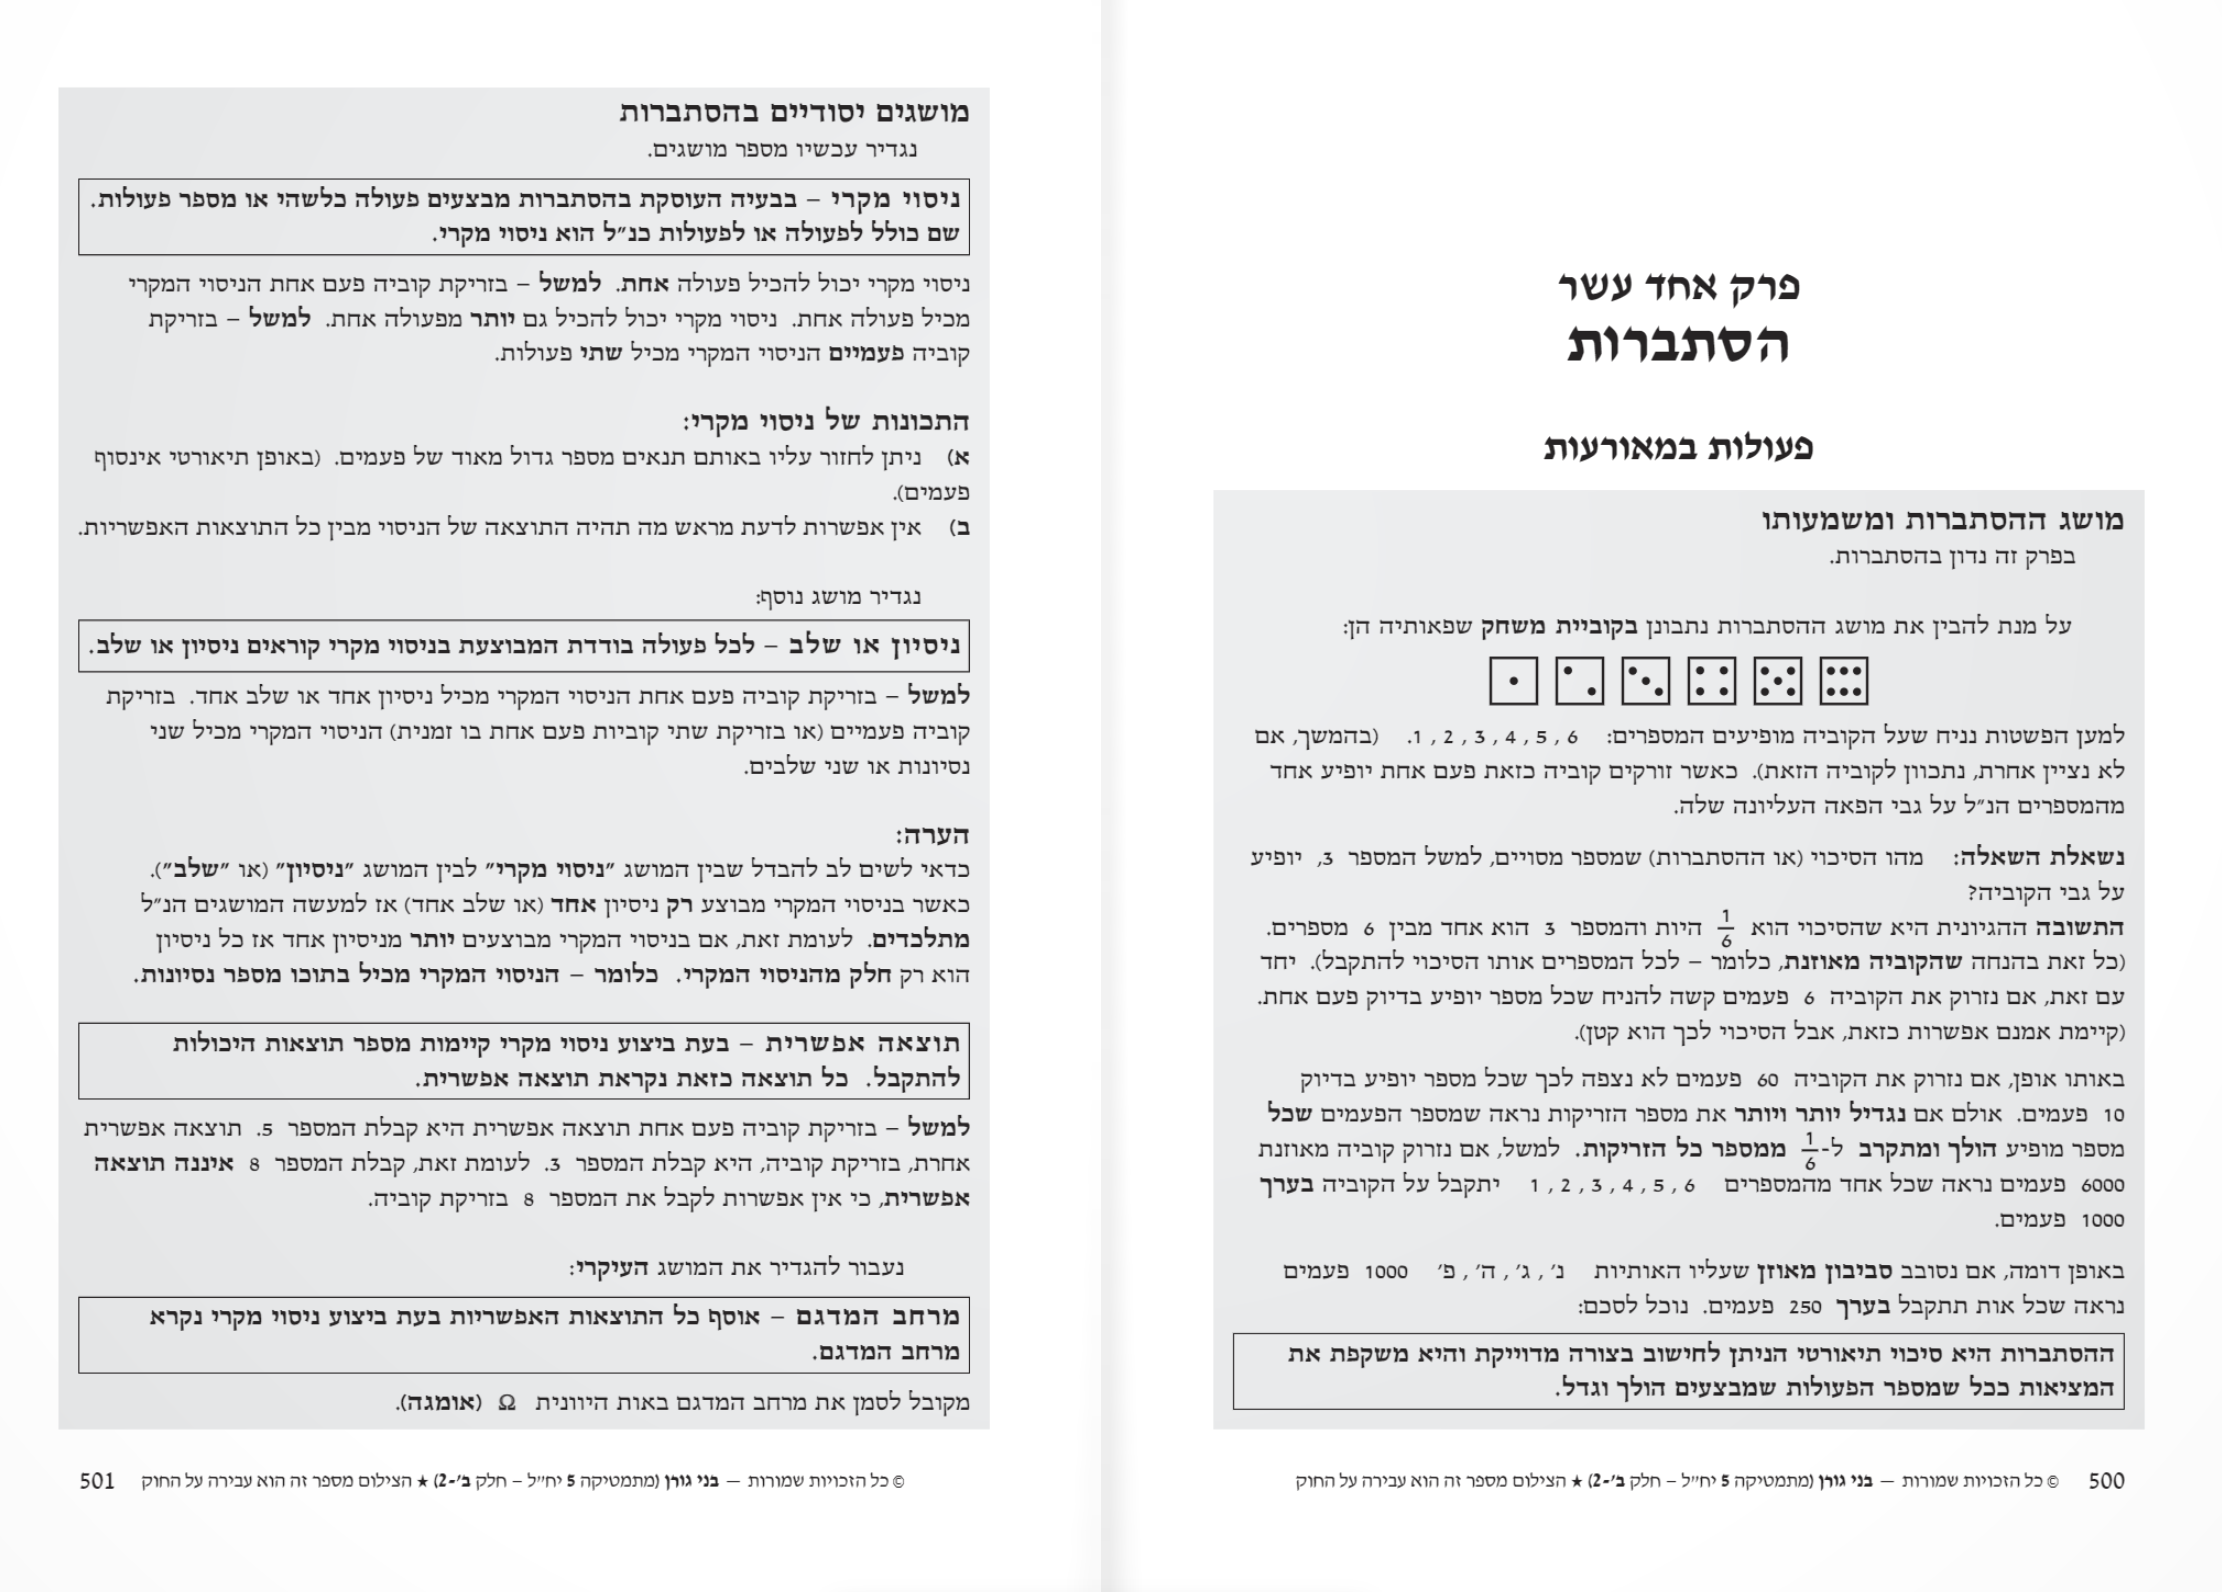 פרק אחד עשר
הסתברות
פעולות במאורעות
מושג ההסתברות ומשמעותו
בפרק זה נדון בהסתברות.
על מנת להבין את מושג ההסתברות נתבונן בקוביית משחק שפאותיה הן:
למען הפשטות נניח שעל הקוביה מופיעים המספרים: 1 , 2 , 3 , 4 , 5 , 6. (בהמשך, אם
לא נציין אחרת, נתכוון לקוביה הזאת). כאשר זורקים קוביה כזאת פעם אחת יופיע אחד
מהמספרים הנ״ל על גבי הפאה העליונה שלה.
נשאלת השאלה: מהו הסיכוי (או ההסתברות) שמספר מסויים, למשל המספר 3, יופיע
על גבי הקוביה?
התשובה ההגיונית היא שהסיכוי הוא 1/6 היות והמספר 3 הוא אחד מבין 6 מספרים.
(כל זאת בהנחה שהקוביה מאוזנת, כלומר – לכל המספרים אותו הסיכוי להתקבל). יחד
עם זאת, אם נזרוק את הקוביה 6 פעמים קשה להניח שכל מספר יופיע בדיוק פעם אחת.
(קיימת אמנם אפשרות כזאת, אבל הסיכוי לכך הוא קטן).
באותו אופן, אם נזרוק את הקוביה 60 פעמים לא נצפה לכך שכל מספר יופיע בדיוק
10 פעמים. אולם אם נגדיל יותר ויותר את מספר הזריקות נראה שמספר הפעמים שכל
מספר מופיע הולך ומתקרב ל-1/6 ממספר כל הזריקות. למשל, אם נזרוק קוביה מאוזנת
6000 פעמים נראה שכל אחד מהמספרים 1 , 2 , 3 , 4 , 5 , 6 יתקבל על הקוביה בערך
1000 פעמים.
באופן דומה, אם נסובב סביבון מאוזן שעליו האותיות נ׳ , ג׳ , ה׳ , פ׳ 1000 פעמים
נראה שכל אות תתקבל בערך 250 פעמים. נוכל לסכם:
ההסתברות היא סיכוי תיאורטי הניתן לחישוב בצורה מדוייקת והיא משקפת את
המציאות ככל שמספר הפעולות שמבצעים הולך וגדל.
500 © כל הזכויות שמורות — בני גורן (מתמטיקה 5 יח״ל – חלק ב׳-2) ★ הצילום מספר זה הוא עבירה על החוק
מושגים יסודיים בהסתברות
נגדיר עכשיו מספר מושגים.
ניסוי מקרי – בבעיה העוסקת בהסתברות מבצעים פעולה כלשהי או מספר פעולות.
שם כולל לפעולה או לפעולות כנ״ל הוא ניסוי מקרי.
ניסוי מקרי יכול להכיל פעולה אחת. למשל – בזריקת קוביה פעם אחת הניסוי המקרי
מכיל פעולה אחת. ניסוי מקרי יכול להכיל גם יותר מפעולה אחת. למשל – בזריקת
קוביה פעמיים הניסוי המקרי מכיל שתי פעולות.
התכונות של ניסוי מקרי:
א) ניתן לחזור עליו באותם תנאים מספר גדול מאוד של פעמים. (באופן תיאורטי אינסוף
פעמים).
ב) אין אפשרות לדעת מראש מה תהיה התוצאה של הניסוי מבין כל התוצאות האפשריות.
נגדיר מושג נוסף:
ניסיון או שלב – לכל פעולה בודדת המבוצעת בניסוי מקרי קוראים ניסיון או שלב.
למשל – בזריקת קוביה פעם אחת הניסוי המקרי מכיל ניסיון אחד או שלב אחד. בזריקת
קוביה פעמיים (או בזריקת שתי קוביות פעם אחת בו זמנית) הניסוי המקרי מכיל שני
נסיונות או שני שלבים.
הערה:
כדאי לשים לב להבדל שבין המושג ״ניסוי מקרי״ לבין המושג ״ניסיון״ (או ״שלב״).
כאשר בניסוי המקרי מבוצע רק ניסיון אחד (או שלב אחד) אז למעשה המושגים הנ״ל
מתלכדים. לעומת זאת, אם בניסוי המקרי מבוצעים יותר מניסיון אחד אז כל ניסיון
הוא רק חלק מהניסוי המקרי. כלומר – הניסוי המקרי מכיל בתוכו מספר נסיונות.
תוצאה אפשרית – בעת ביצוע ניסוי מקרי קיימות מספר תוצאות היכולות
להתקבל. כל תוצאה כזאת נקראת תוצאה אפשרית.
למשל – בזריקת קוביה פעם אחת תוצאה אפשרית היא קבלת המספר 5. תוצאה אפשרית
אחרת, בזריקת קוביה, היא קבלת המספר 3. לעומת זאת, קבלת המספר 8 איננה תוצאה
אפשרית, כי אין אפשרות לקבל את המספר 8 בזריקת קוביה.
נעבור להגדיר את המושג העיקרי:
מרחב המדגם – אוסף כל התוצאות האפשריות בעת ביצוע ניסוי מקרי נקרא
מרחב המדגם.
מקובל לסמן את מרחב המדגם באות היוונית Ω (אומגה).
© כל הזכויות שמורות — בני גורן (מתמטיקה 5 יח״ל – חלק ב׳-2) ★ הצילום מספר זה הוא עבירה על החוק 501